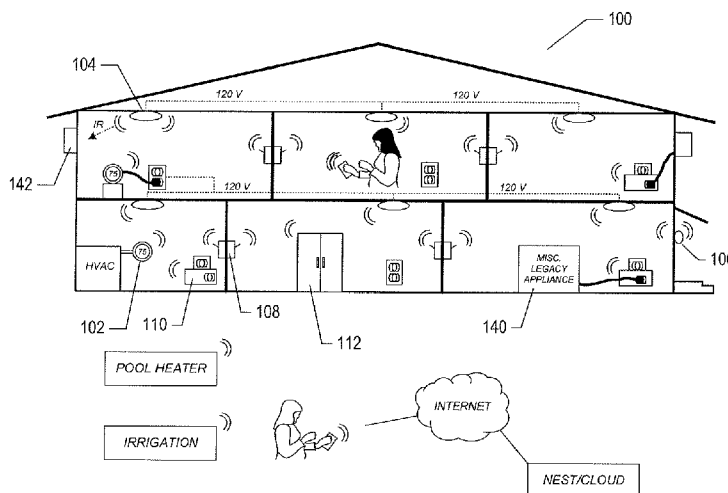 100
104
120 V
120 V
IR
142
75
120 V
120 V
HVAC
75
MISC.
LEGACY
APPLIANCE
102
110
108
112
140
POOL HEATER
INTERNET
IRRIGATION
NEST/CLOUD